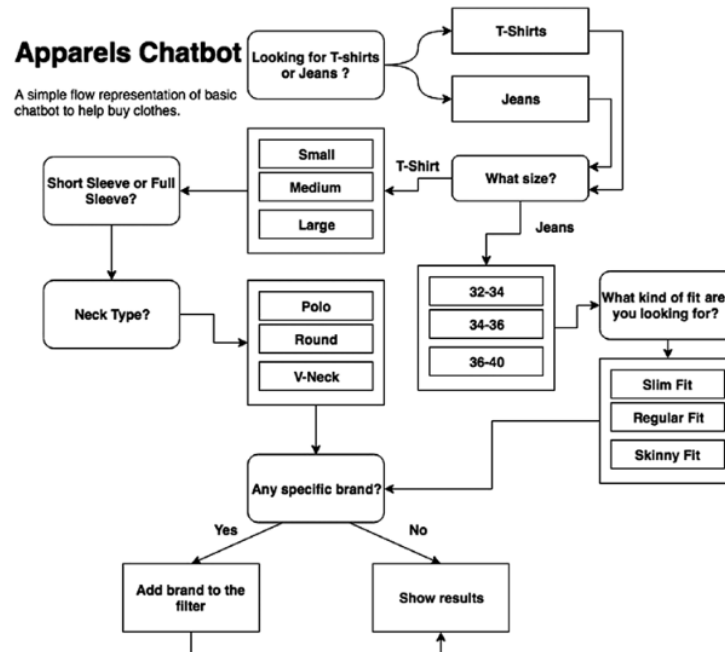 Apparels Chatbot
A simple flow representation of basic
chatbot to help buy clothes.
Looking for T-shirts
or Jeans ?
T-Shirts
Jeans
What size?
T-Shirt
Jeans
Small
Medium
Large
Short Sleeve or Full
Sleeve?
Neck Type?
Polo
Round
V-Neck
32-34
34-36
36-40
What kind of fit are
you looking for?
Slim Fit
Regular Fit
Skinny Fit
Any specific brand?
Yes
No
Add brand to the
filter
Show results